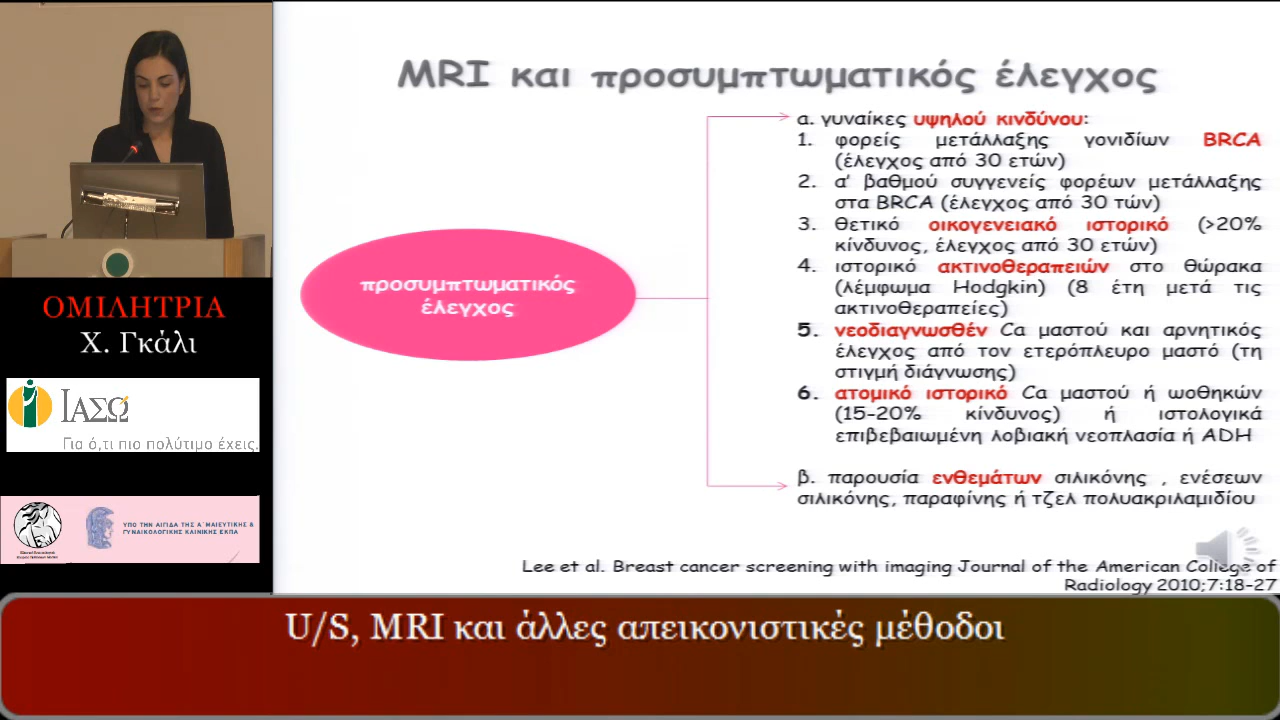 MRI και προσυμπτωματικός έλεγχος
προσυμπτωματικός
έλεγχος
α. γυναίκες υψηλού κινδύνου:
1. φορείς μετάλλαξης γονιδίων BRCA
(έλεγχος από 30 ετών)
2. α' βαθμού συγγενείς φορέων μετάλλαξης
στα BRCA (έλεγχος από 30 τών)
3. θετικό οικογενειακό ιστορικό (>20%
κίνδυνος, έλεγχος από 30 ετών)
4. ιστορικό ακτινοθεραπειών στο θώρακα
(λέμφωμα Hodgkin) (8 έτη μετά τις
ακτινοθεραπείες)
5. νεοδιαγνωσθέν Ca μαστού και αρνητικός
έλεγχος από τον ετερόπλευρο μαστό (τη
στιγμή διάγνωσης)
6. ατομικό ιστορικό Ca μαστού ή ωοθηκών
(15-20% κίνδυνος) ή ιστολογικά
επιβεβαιωμένη λοβιακή νεοπλασία ή ADH
β. παρουσία ενθεμάτων σιλικόνης , ενέσεων
σιλικόνης, παραφίνης ή τζελ πολυακριλαμιδίου
Lee et al. Breast cancer screening with imaging Journal of the American College of
Radiology 2010;7:18-27
ΟΜΙΛΗΤΡΙΑ
Χ. Γκάλι
ΙΑΣΩ
Για ό,τι πιο πολύτιμο έχεις.
ΥΠΟ ΤΗΝ ΑΙΓΙΔΑ ΤΗΣ Α΄ΜΑΙΕΥΤΙΚΗΣ &
ΓΥΝΑΙΚΟΛΟΓΙΚΗΣ ΚΛΙΝΙΚΗΣ ΕΚΠΑ
U/S, MRI και άλλες απεικονιστικές μέθοδοι